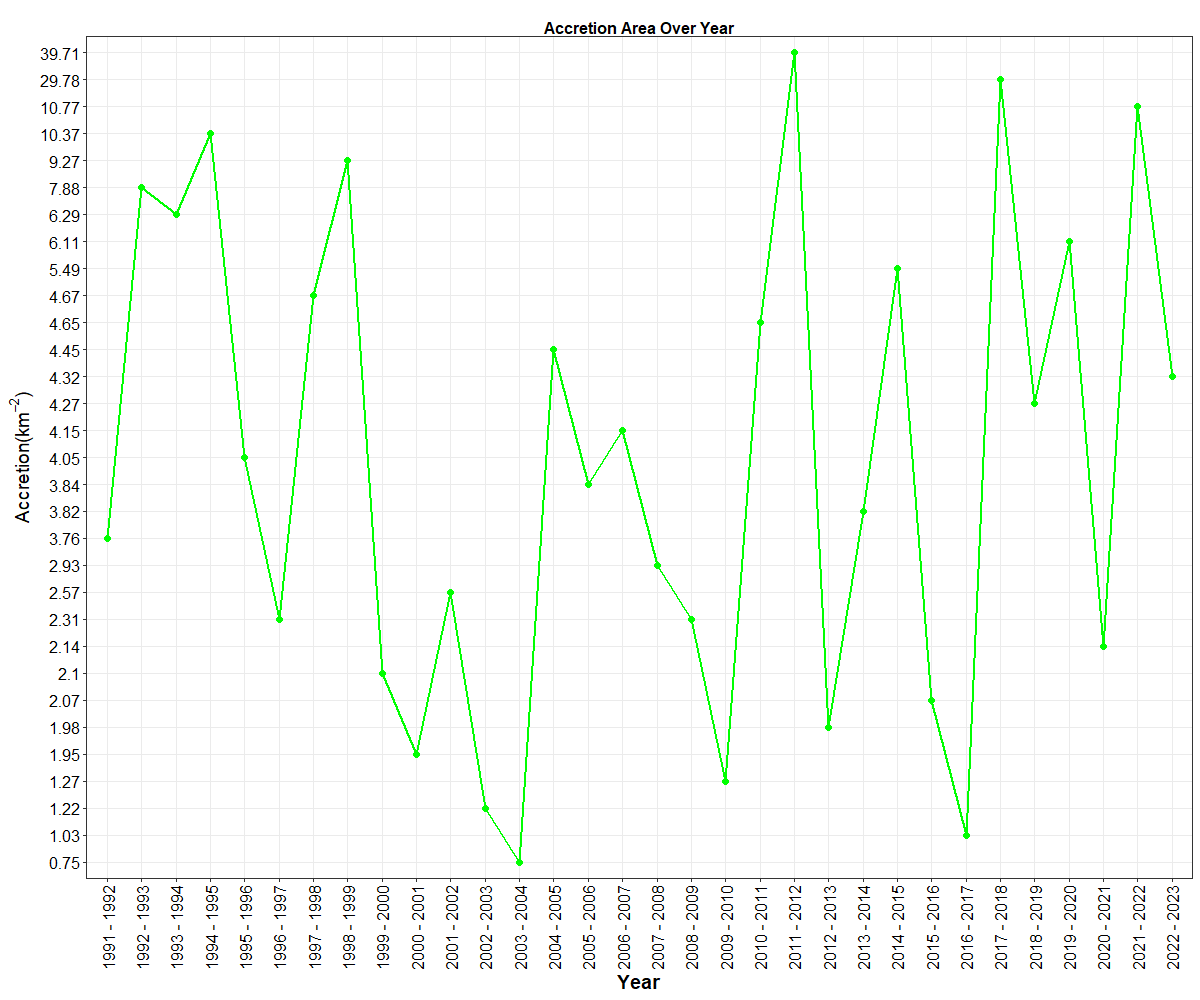 Accretion Area Over Year
39.71
29.78
10.77
10.37
9.27
7.88
6.29
6.11
5.49
4.67
4.65
4.45
4.32
4.27
4.15
4.05
3.84
3.82
3.76
2.93
2.57
2.31
2.14
2.1
2.07
1.98
1.95
1.27
1.22
1.03
0.75
Accretion(km⁻²)
1991 - 1992
1992 - 1993
1993 - 1994
1994 - 1995
1995 - 1996
1996 - 1997
1997 - 1998
1998 - 1999
1999 - 2000
2000 - 2001
2001 - 2002
2002 - 2003
2003 - 2004
2004 - 2005
2005 - 2006
2006 - 2007
2007 - 2008
2008 - 2009
2009 - 2010
2010 - 2011
2011 - 2012
2012 - 2013
2013 - 2014
2014 - 2015
2015 - 2016
2016 - 2017
2017 - 2018
2018 - 2019
2019 - 2020
2020 - 2021
2021 - 2022
2022 - 2023
Year